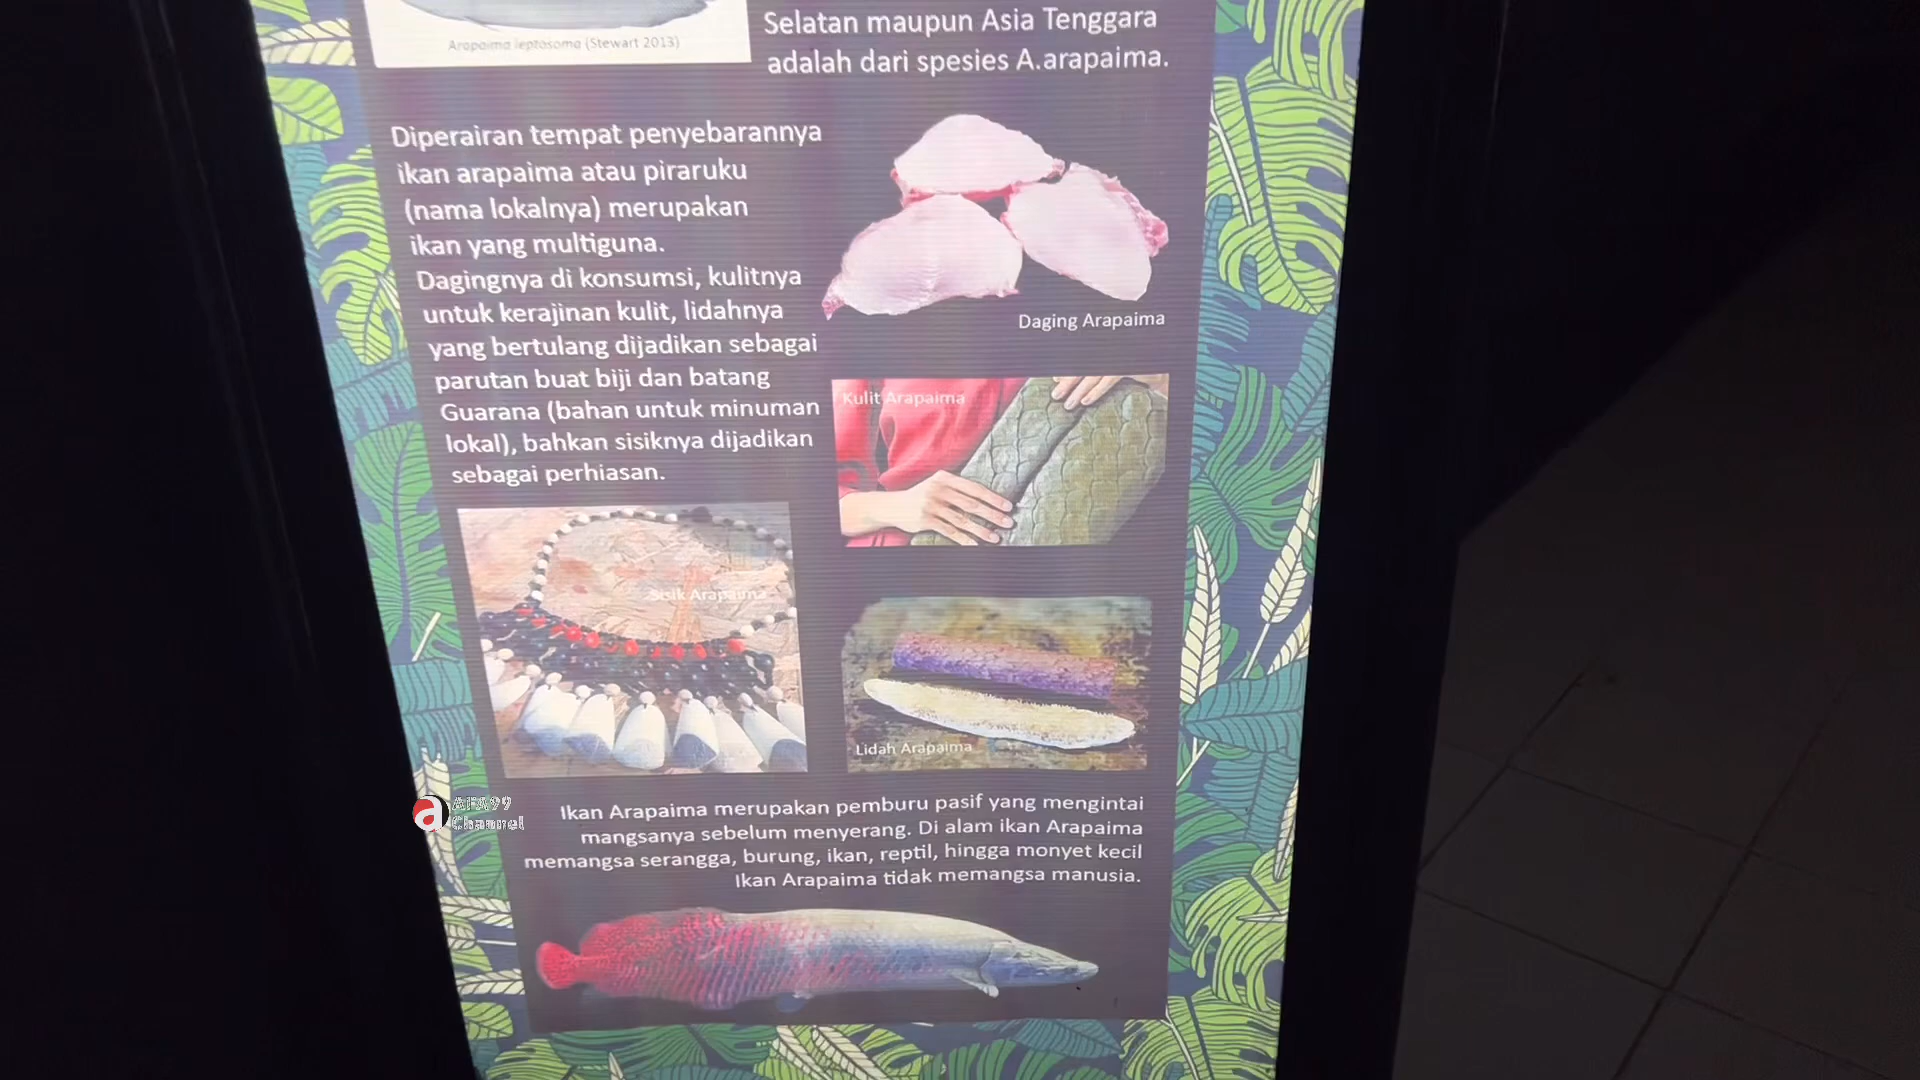 Arapaima leptosoma (Stewart 2013)
Selatan maupun Asia Tenggara
adalah dari spesies A.arapaima.
Diperairan tempat penyebarannya
ikan arapaima atau piraruku
(nama lokalnya) merupakan
ikan yang multiguna.
Dagingnya di konsumsi, kulitnya
untuk kerajinan kulit, lidahnya
yang bertulang dijadikan sebagai
parutan buat biji dan batang
Guarana (bahan untuk minuman
lokal), bahkan sisiknya dijadikan
sebagai perhiasan.
Daging Arapaima
Kulit Arapaima
Sisik Arapaima
Lidah Arapaima
Ikan Arapaima merupakan pemburu pasif yang mengintai
mangsanya sebelum menyerang. Di alam ikan Arapaima
memangsa serangga, burung, ikan, reptil, hingga monyet kecil
Ikan Arapaima tidak memangsa manusia.
a AFA99
Channel